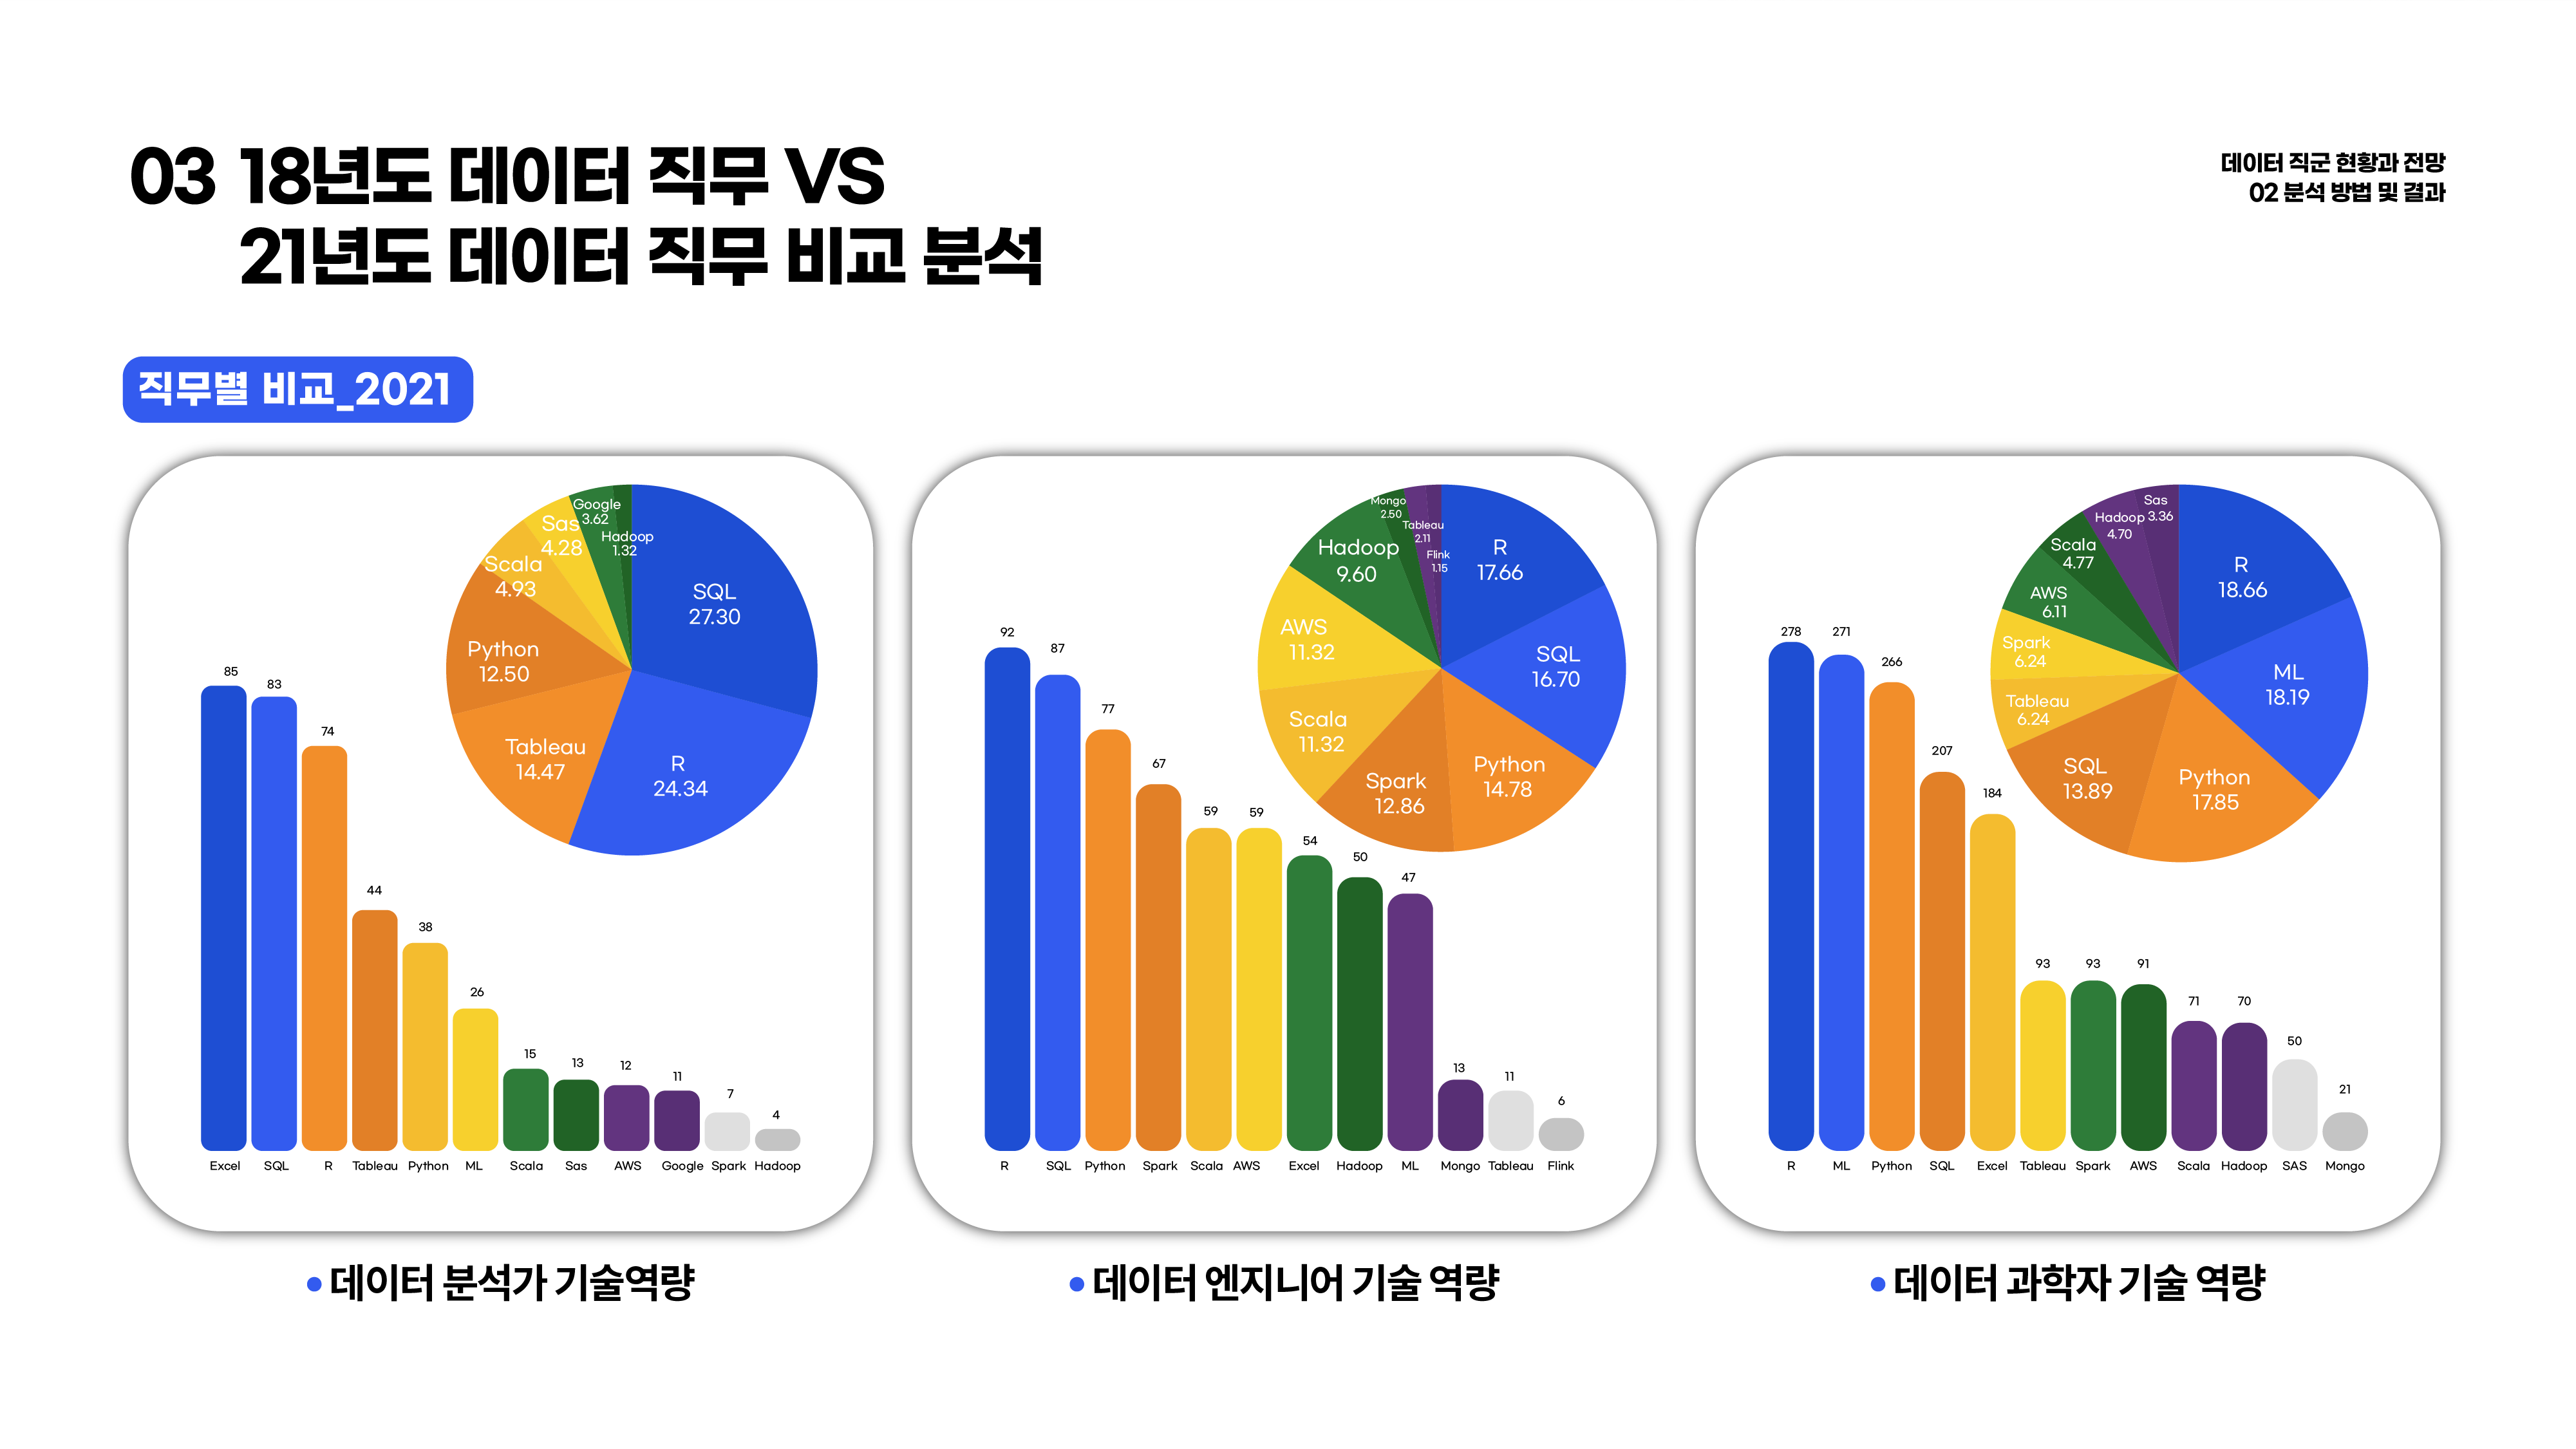 03 18년도 데이터 직무 VS
21년도 데이터 직무 비교 분석
데이터 직군 현황과 전망
02 분석 방법 및 결과
직무별 비교_2021
SQL
27.30
R
24.34
Tableau
14.47
Python
12.50
Scala
4.93
Sas
4.28
Google
3.62
Hadoop
1.32
85
83
74
44
38
26
15
13
12
11
7
4
Excel SQL R Tableau Python ML Scala Sas AWS Google Spark Hadoop
데이터 분석가 기술역량
R
17.66
SQL
16.70
Python
14.78
Spark
12.86
Scala
11.32
AWS
11.32
Hadoop
9.60
Mongo
2.50
Tableau
2.11
Flink
1.15
92
87
77
67
59
59
54
50
47
13
11
6
R SQL Python Spark Scala AWS Excel Hadoop ML Mongo Tableau Flink
데이터 엔지니어 기술 역량
R
18.66
ML
18.19
Python
17.85
SQL
13.89
Tableau
6.24
Spark
6.24
AWS
6.11
Scala
4.77
Hadoop
4.70
Sas
3.36
278
271
266
207
184
93
93
91
71
70
50
21
R ML Python SQL Excel Tableau Spark AWS Scala Hadoop SAS Mongo
데이터 과학자 기술 역량